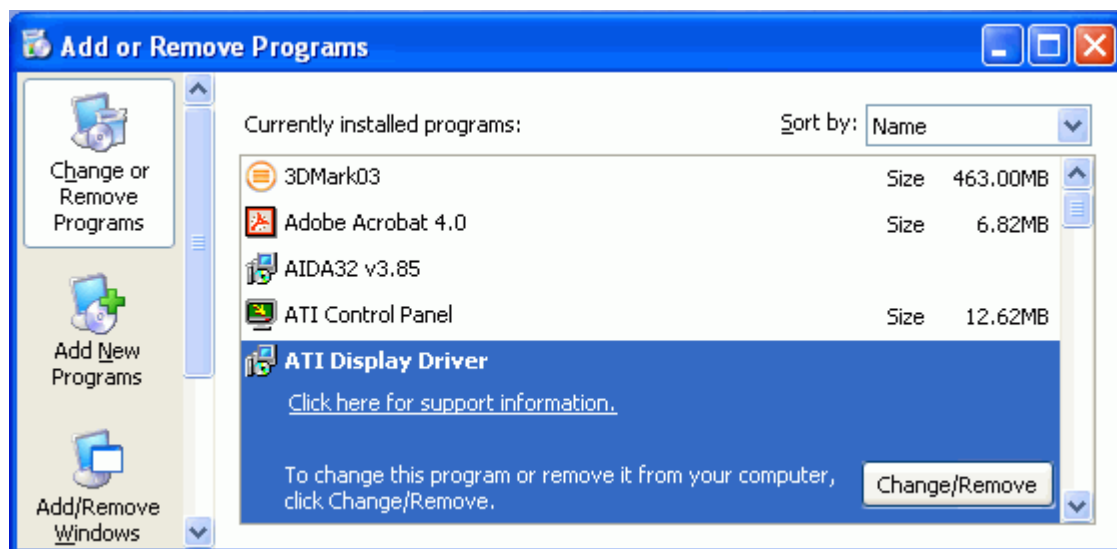 Add or Remove Programs
Change or
Remove
Programs
Add New
Programs
Add/Remove
Windows
Currently installed programs:
Sort by: Name
3DMark03 Size 463.00MB
Adobe Acrobat 4.0 Size 6.82MB
AIDA32 v3.85
ATI Control Panel Size 12.62MB
ATI Display Driver
Click here for support information.
To change this program or remove it from your computer,
click Change/Remove.
Change/Remove